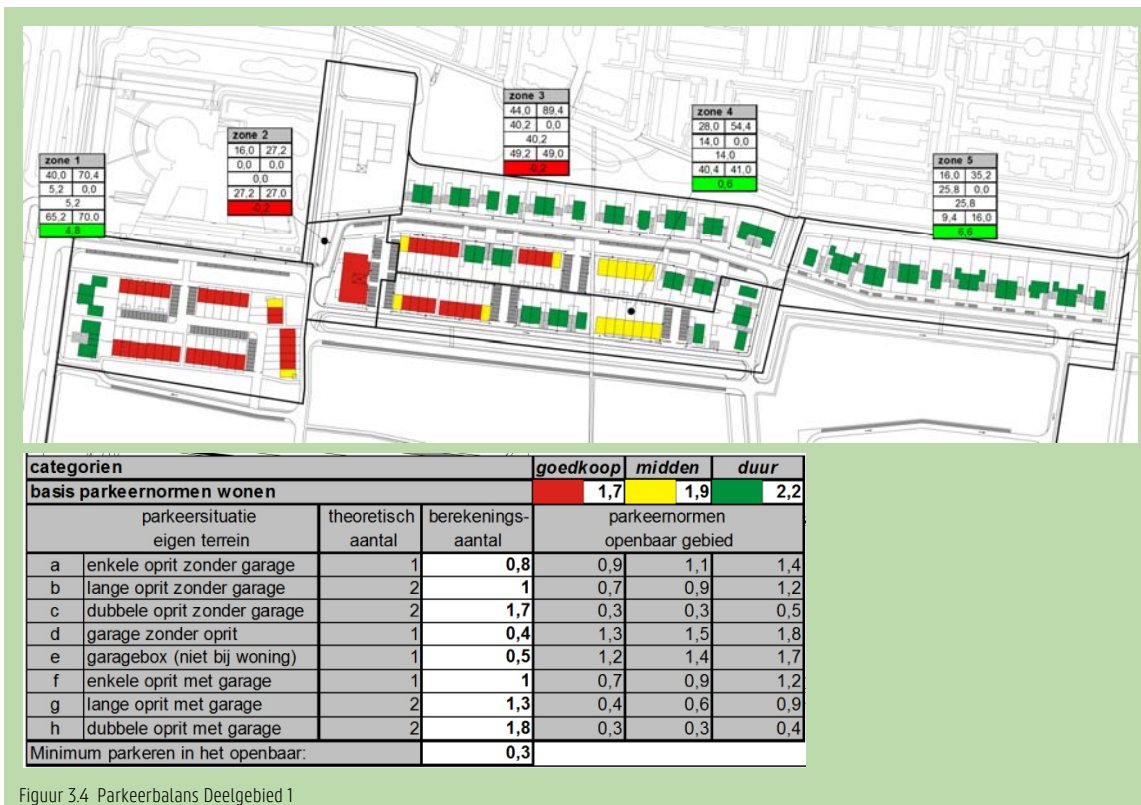 zone 1
40,0 70,4
5,2 0,0
5,2
65,2 70,0
4,8
zone 2
16,0 27,2
0,0 0,0
0,0
27,2 27,0
-0,2
zone 3
44,0 89,4
40,2 0,0
40,2
49,2 49,0
-0,2
zone 4
28,0 54,4
14,0 0,0
14,0
40,4 41,0
0,6
zone 5
16,0 35,2
25,8 0,0
25,8
9,4 16,0
6,6
categorien goedkoop midden duur
basis parkeernormen wonen 1,7 1,9 2,2
parkeersituatie theoretisch berekenings- parkeernormen
eigen terrein aantal aantal openbaar gebied
a enkele oprit zonder garage 1 0,8 0,9 1,1 1,4
b lange oprit zonder garage 2 1 0,7 0,9 1,2
c dubbele oprit zonder garage 2 1,7 0,3 0,3 0,5
d garage zonder oprit 1 0,4 1,3 1,5 1,8
e garagebox (niet bij woning) 1 0,5 1,2 1,4 1,7
f enkele oprit met garage 1 1 0,7 0,9 1,2
g lange oprit met garage 2 1,3 0,4 0,6 0,9
h dubbele oprit met garage 2 1,8 0,3 0,3 0,4
Minimum parkeren in het openbaar: 0,3
Figuur 3.4 Parkeerbalans Deelgebied 1